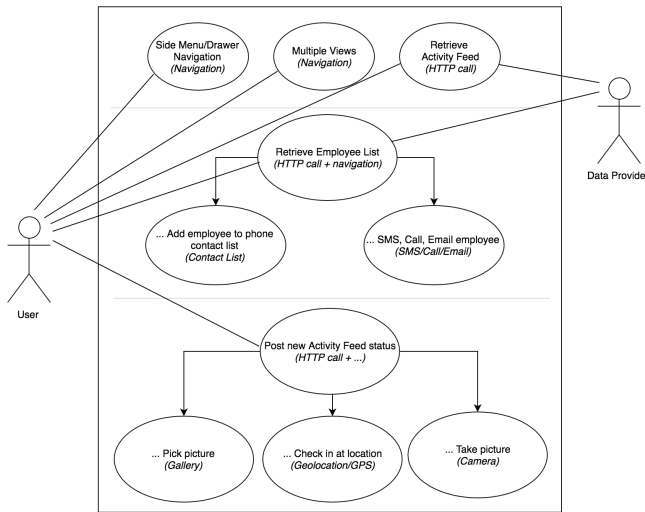 Side Menu/Drawer
Navigation
(Navigation)
Multiple Views
(Navigation)
Retrieve
Activity Feed
(HTTP call)
Data Provide
Retrieve Employee List
(HTTP call + navigation)
... Add employee to phone
contact list
(Contact List)
... SMS, Call, Email employee
(SMS/Call/Email)
User
Post new Activity Feed status
(HTTP call + ...)
... Pick picture
(Gallery)
... Check in at location
(Geolocation/GPS)
... Take picture
(Camera)